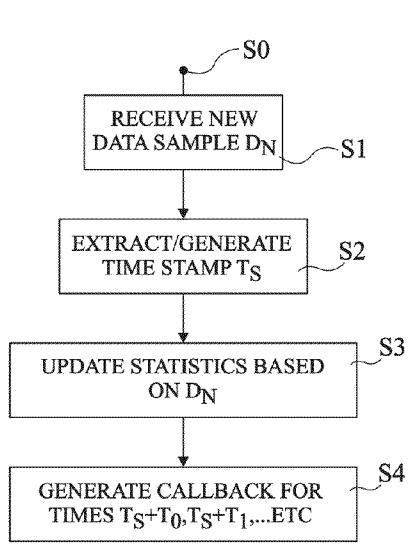 S0
RECEIVE NEW
DATA SAMPLE DN
S1
EXTRACT/GENERATE
TIME STAMP TS
S2
UPDATE STATISTICS BASED
ON DN
S3
GENERATE CALLBACK FOR
TIMES TS+T0,TS+T1,...ETC
S4